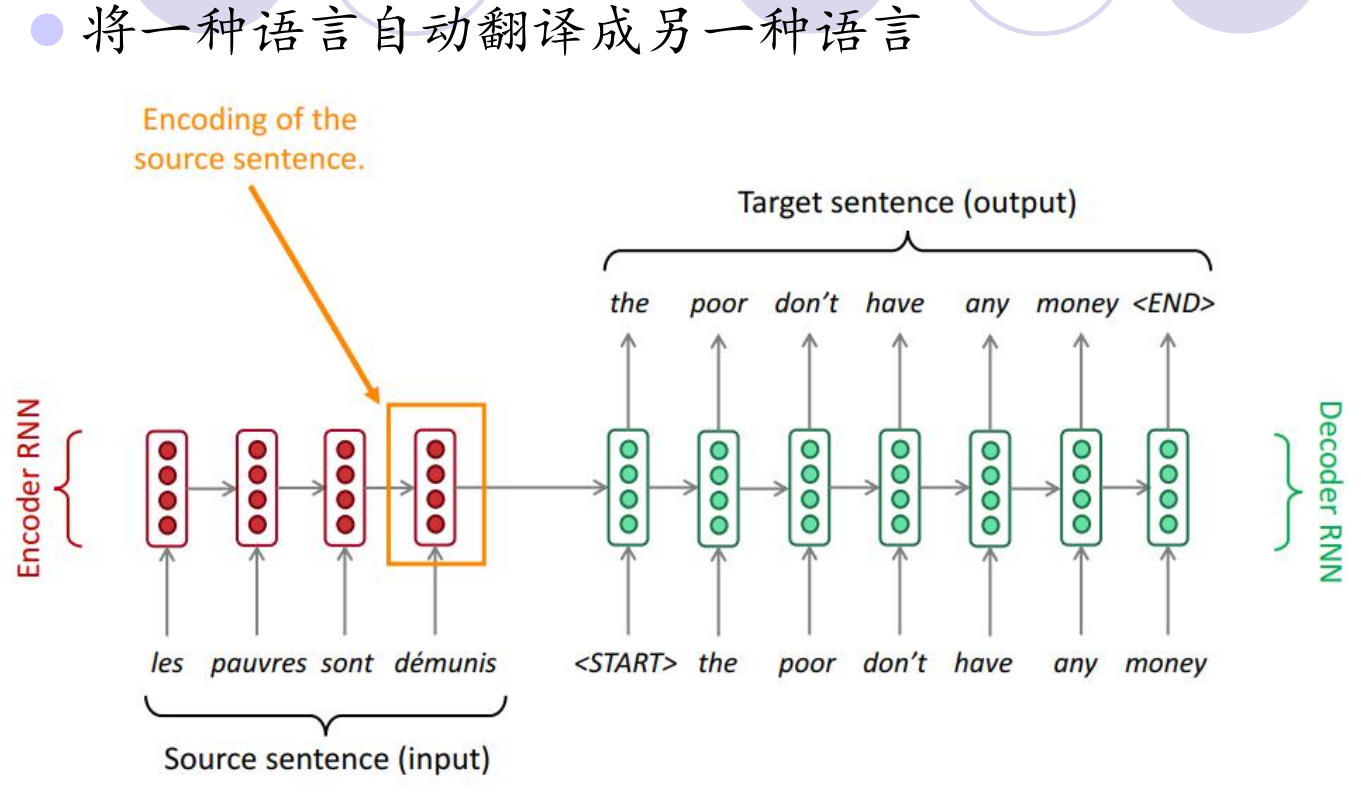 将一种语言自动翻译成另一种语言
Encoding of the
source sentence.
Target sentence (output)
the poor don't have any money <END>
Encoder RNN
Decoder RNN
les pauvres sont démunis
<START> the poor don't have any money
Source sentence (input)